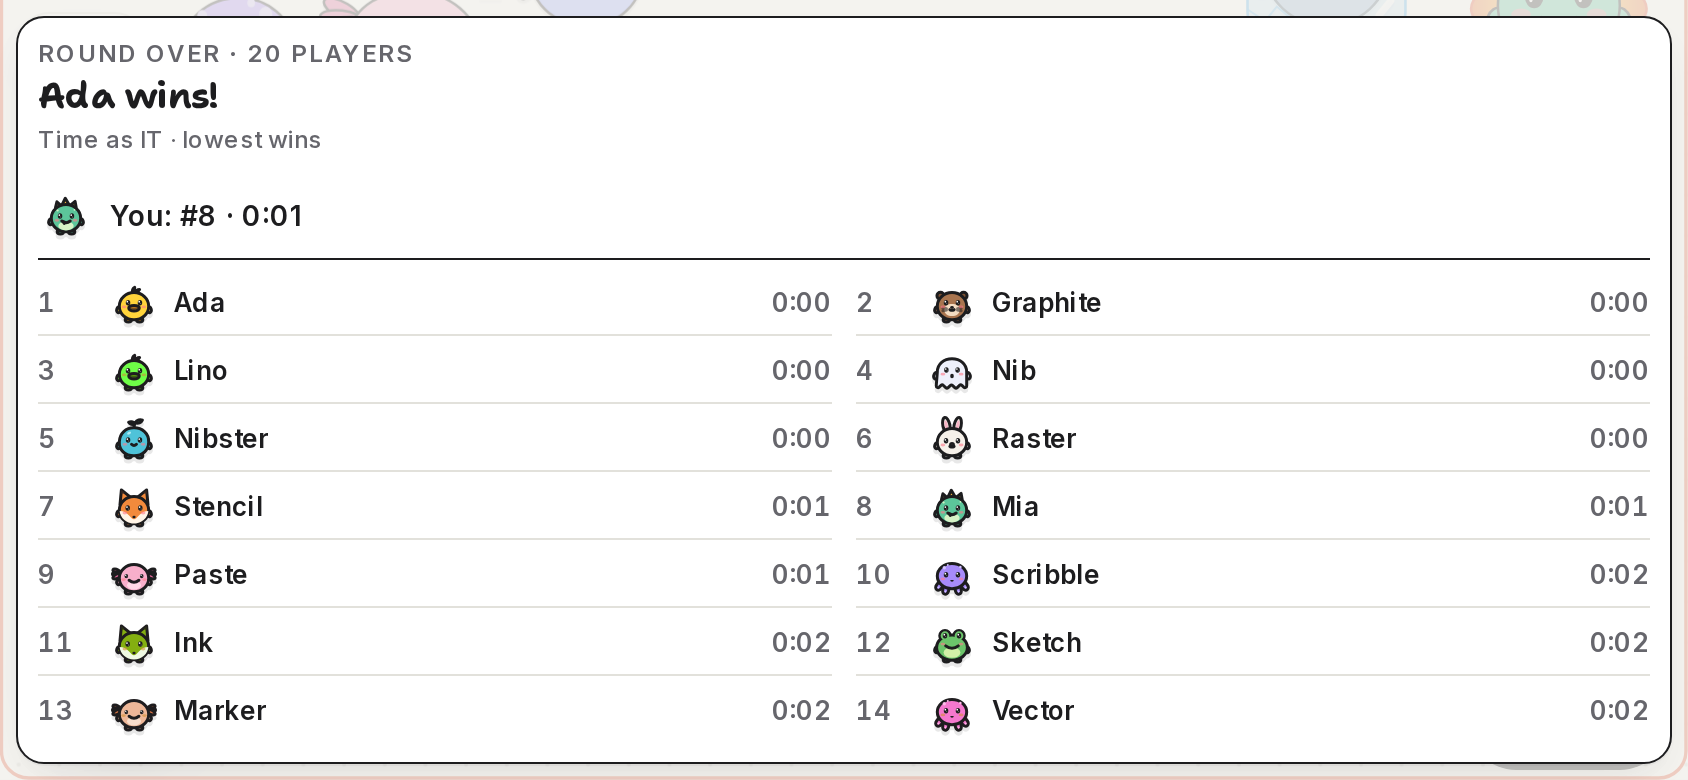 ROUND OVER · 20 PLAYERS
Ada wins!
Time as IT · lowest wins
You: #8 · 0:01
1 Ada 0:00 2 Graphite 0:00
3 Lino 0:00 4 Nib 0:00
5 Nibster 0:00 6 Raster 0:00
7 Stencil 0:01 8 Mia 0:01
9 Paste 0:01 10 Scribble 0:02
11 Ink 0:02 12 Sketch 0:02
13 Marker 0:02 14 Vector 0:02